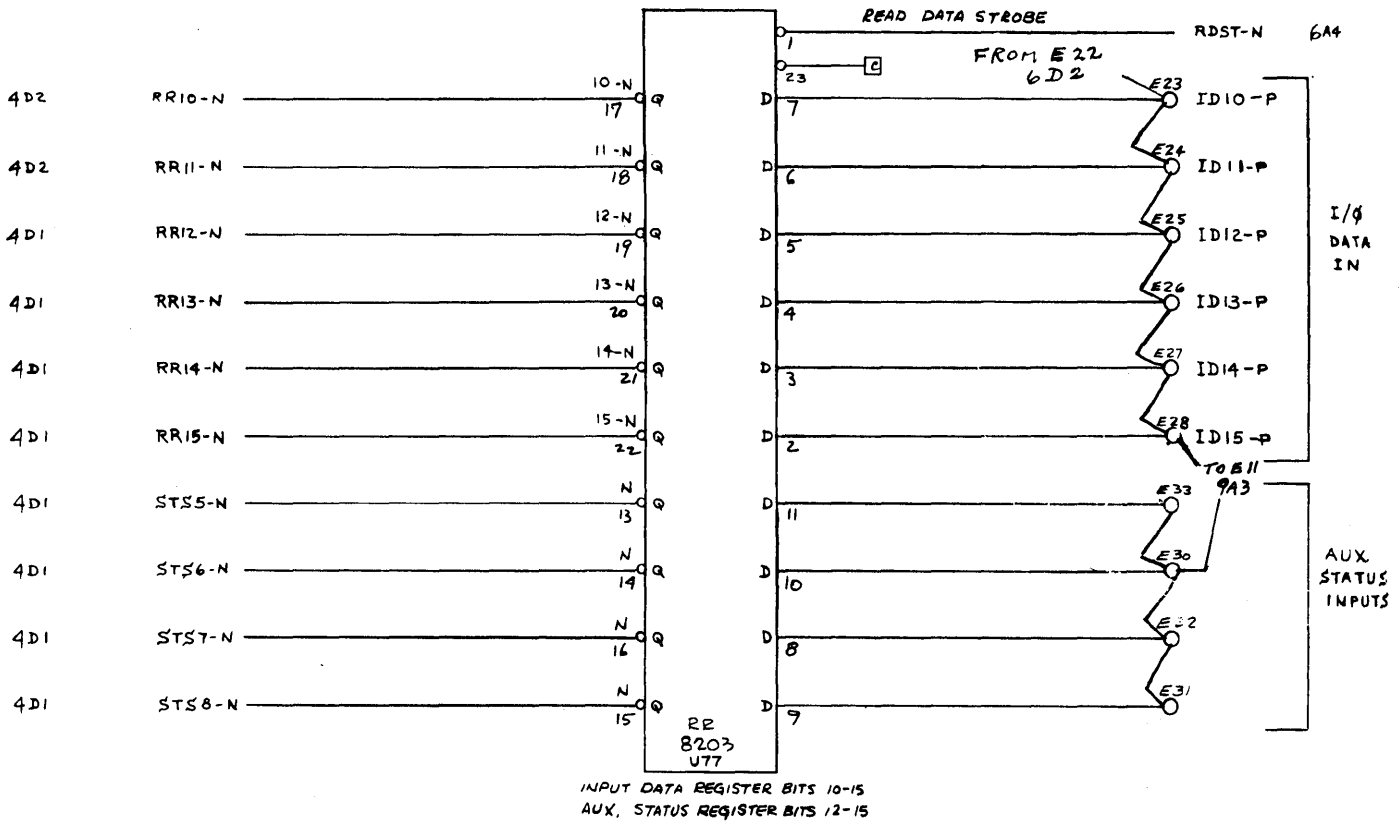 READ DATA STROBE
1 RDST-N 6A4
23 C
FROM E22
6D2
4D2 RR10-N 10-N 17 Q D 7 E23 ID10-P
4D2 RR11-N 11-N 18 Q D 6 E24 ID11-P
4D1 RR12-N 12-N 19 Q D 5 E25 ID12-P
4D1 RR13-N 13-N 20 Q D 4 E26 ID13-P
4D1 RR14-N 14-N 21 Q D 3 E27 ID14-P
4D1 RR15-N 15-N 22 Q D 2 E28 ID15-P
I/Ø
DATA
IN
TO E11
9A3
4D1 STS5-N N 13 Q D 11 E33
4D1 STS6-N N 14 Q D 10 E30
4D1 STS7-N N 16 Q D 8 E32
4D1 STS8-N N 15 Q D 9 E31
AUX
STATUS
INPUTS
RR
8203
U77
INPUT DATA REGISTER BITS 10-15
AUX. STATUS REGISTER BITS 12-15